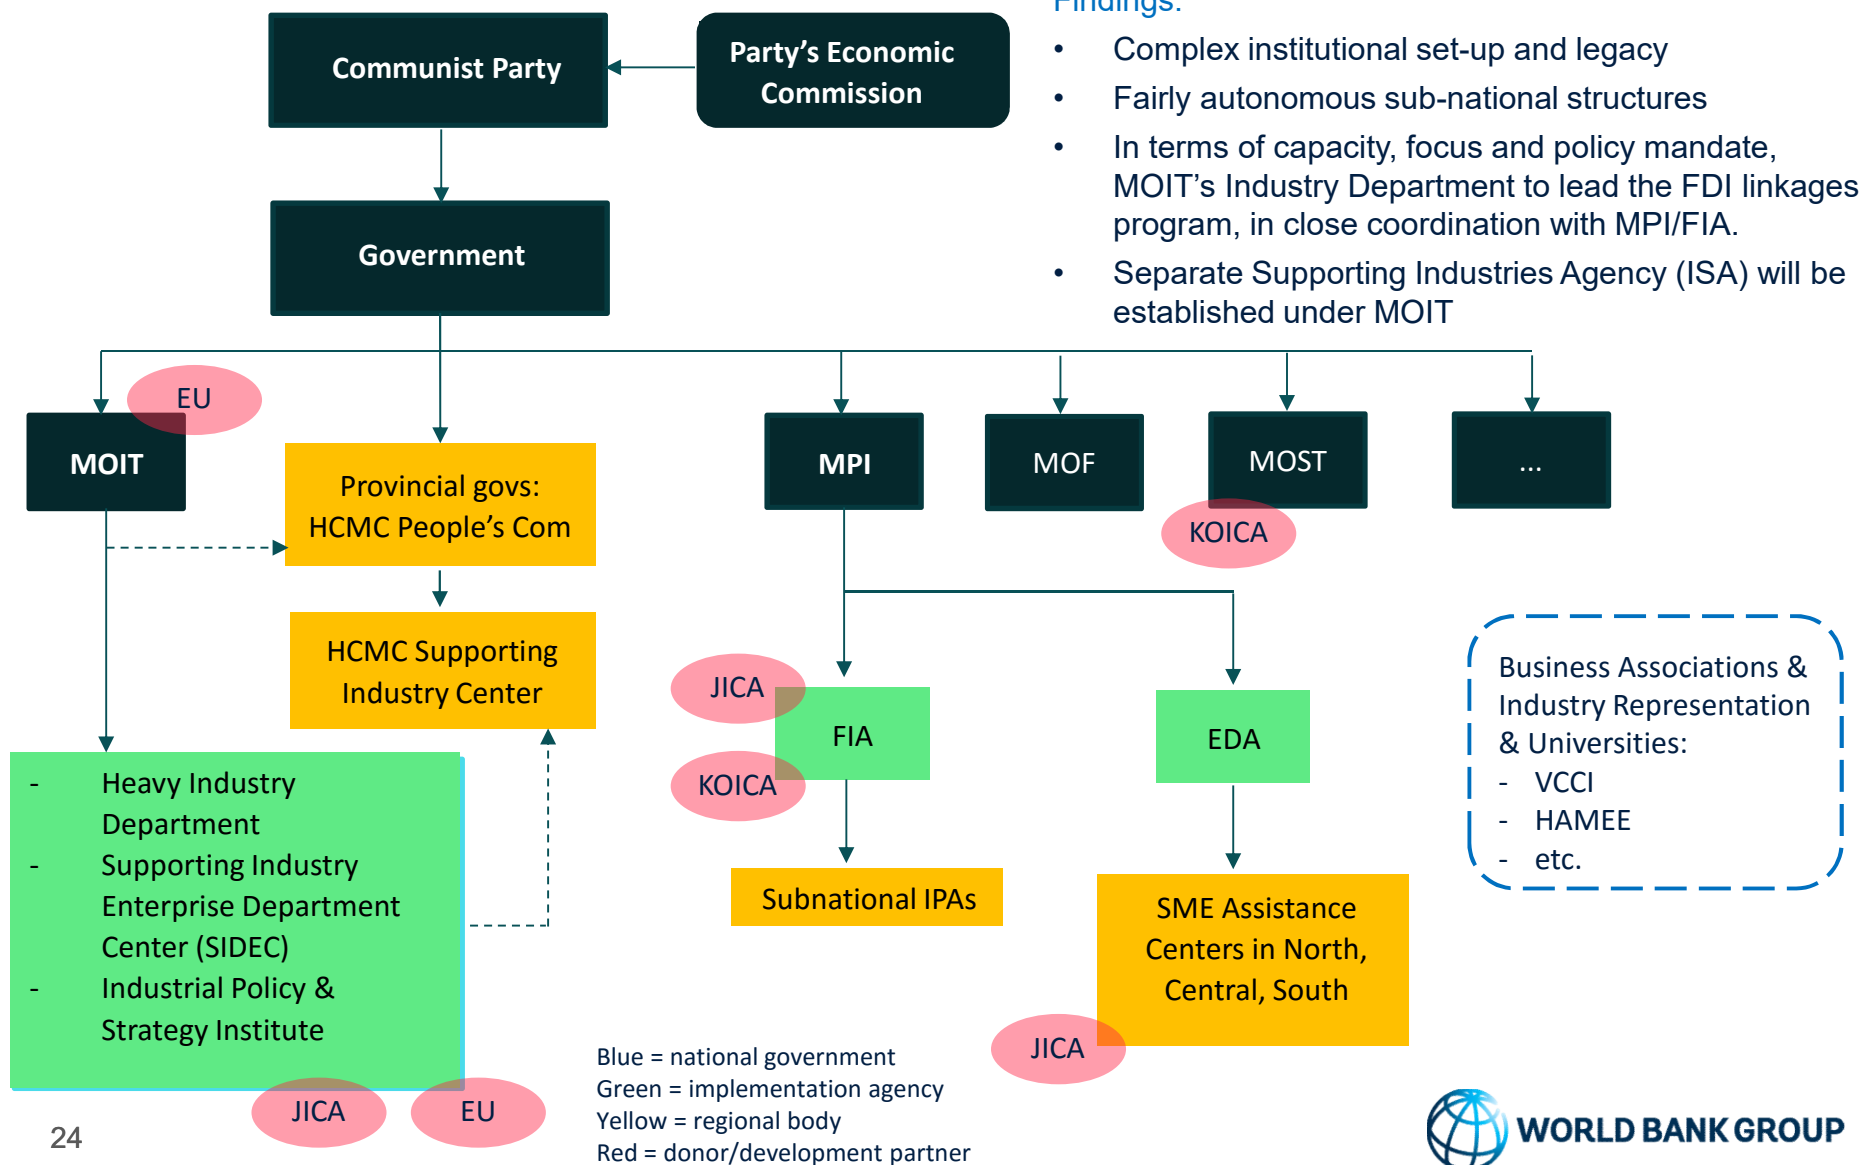 Findings:
Communist Party
Party’s Economic
Commission
• Complex institutional set-up and legacy
• Fairly autonomous sub-national structures
• In terms of capacity, focus and policy mandate,
MOIT’s Industry Department to lead the FDI linkages
program, in close coordination with MPI/FIA.
• Separate Supporting Industries Agency (ISA) will be
established under MOIT
Government
EU
MOIT
Provincial govs:
HCMC People’s Com
MPI
MOF
MOST
...
KOICA
HCMC Supporting
Industry Center
JICA
FIA
KOICA
EDA
Business Associations &
Industry Representation
& Universities:
- VCCI
- HAMEE
- etc.
- Heavy Industry
Department
- Supporting Industry
Enterprise Department
Center (SIDEC)
- Industrial Policy &
Strategy Institute
Subnational IPAs
SME Assistance
Centers in North,
Central, South
JICA
JICA
EU
Blue = national government
Green = implementation agency
Yellow = regional body
Red = donor/development partner
24
WORLD BANK GROUP